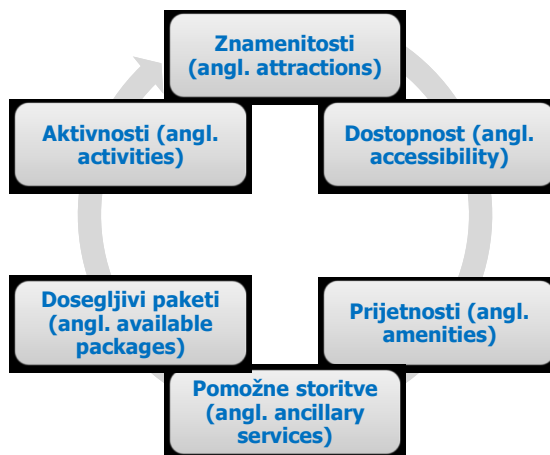 Znamenitosti
(angl. attractions)
Dostopnost (angl.
accessibility)
Prijetnosti (angl.
amenities)
Pomožne storitve
(angl. ancillary
services)
Dosegljivi paketi
(angl. available
packages)
Aktivnosti (angl.
activities)